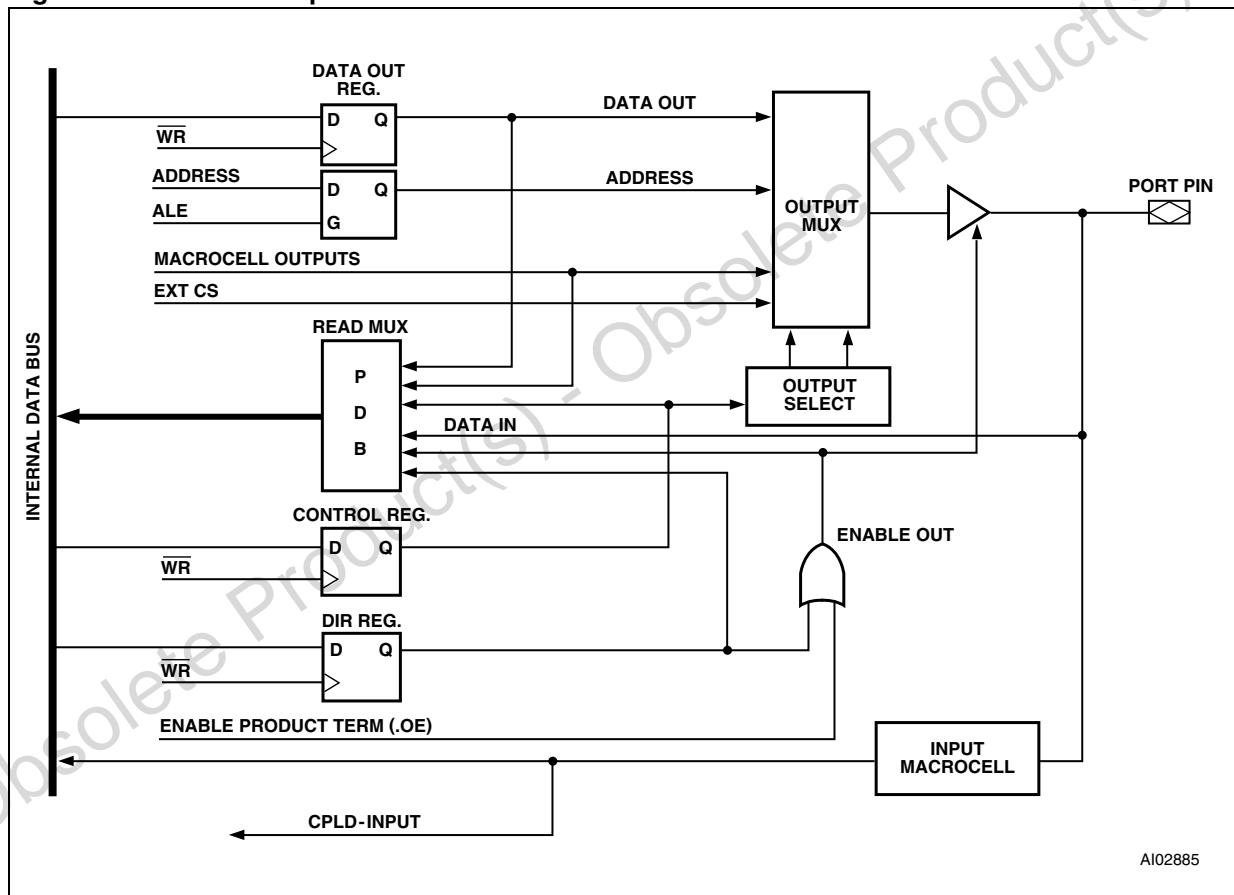 DATA OUT
REG.
D Q
WR
ADDRESS
D Q
ALE
G
DATA OUT
ADDRESS
OUTPUT
MUX
PORT PIN
MACROCELL OUTPUTS
EXT CS
READ MUX
P
D
B
OUTPUT
SELECT
DATA IN
INTERNAL DATA BUS
CONTROL REG.
D Q
WR
ENABLE OUT
DIR REG.
D Q
WR
ENABLE PRODUCT TERM (.OE)
INPUT
MACROCELL
CPLD-INPUT
AI02885
Obsolete Product(s) - Obsolete Product(s)